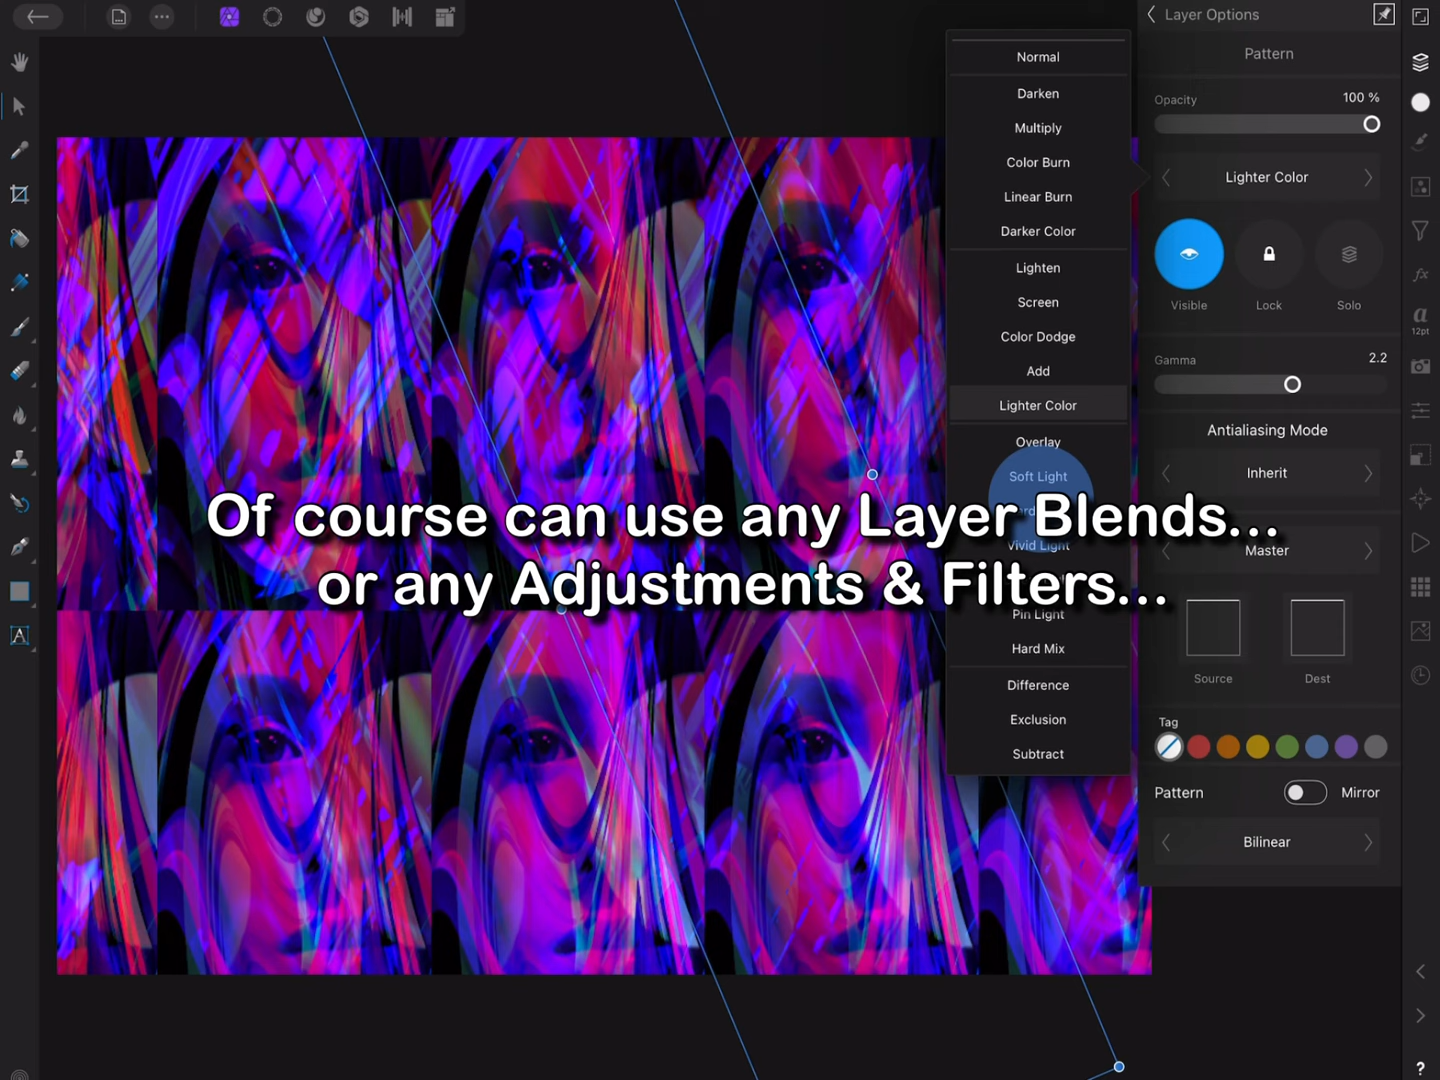 Layer Options
Pattern
Opacity
100 %
Lighter Color
Visible
Lock
Solo
Gamma
2.2
Antialiasing Mode
Inherit
Master
Source
Dest
Tag
Pattern
Mirror
Bilinear
Normal
Darken
Multiply
Color Burn
Linear Burn
Darker Color
Lighten
Screen
Color Dodge
Add
Lighter Color
Overlay
Soft Light
Vivid Light
Pin Light
Hard Mix
Difference
Exclusion
Subtract
Of course can use any Layer Blends...
or any Adjustments & Filters...
A
fx
a
12pt
?